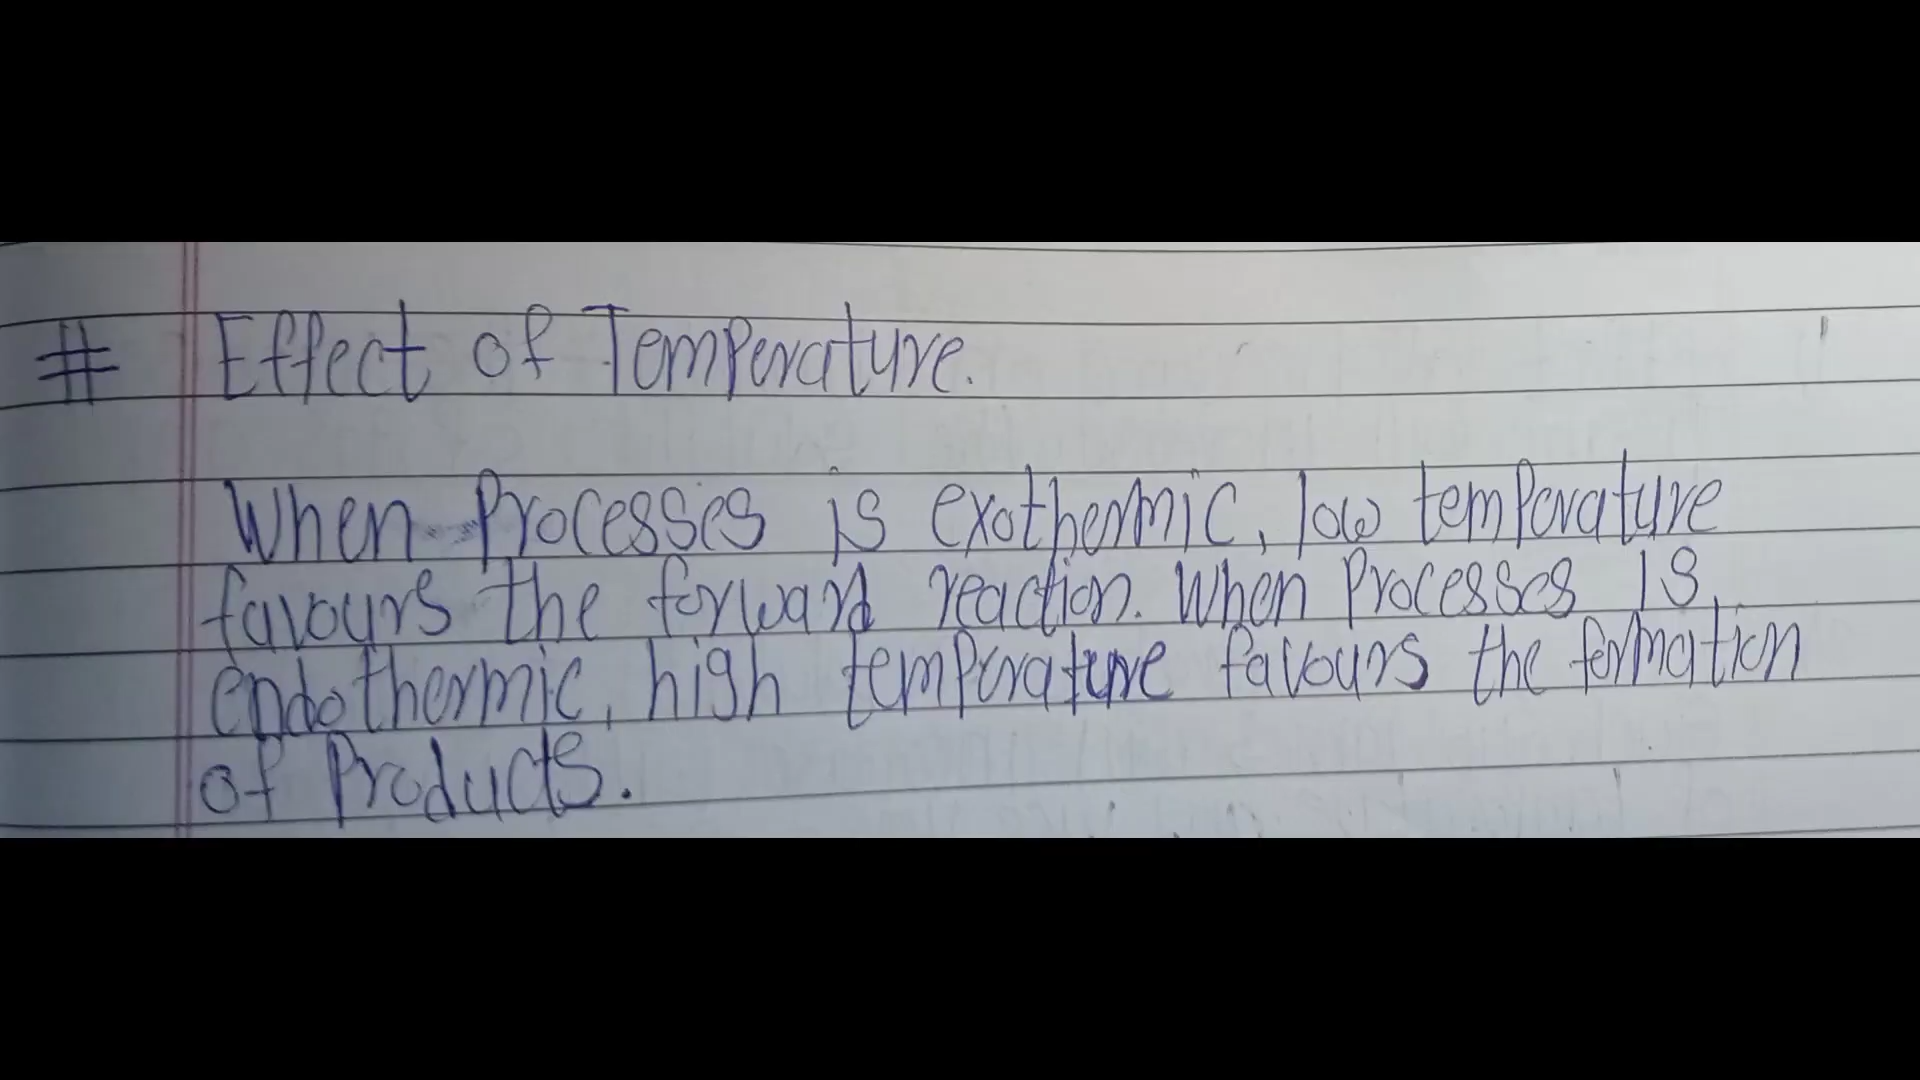 # Effect of Temperature.
When Processes is exothermic, low temperature
favours the forward reaction. When Processes is
endothermic, high temperature favours the formation
of Products.